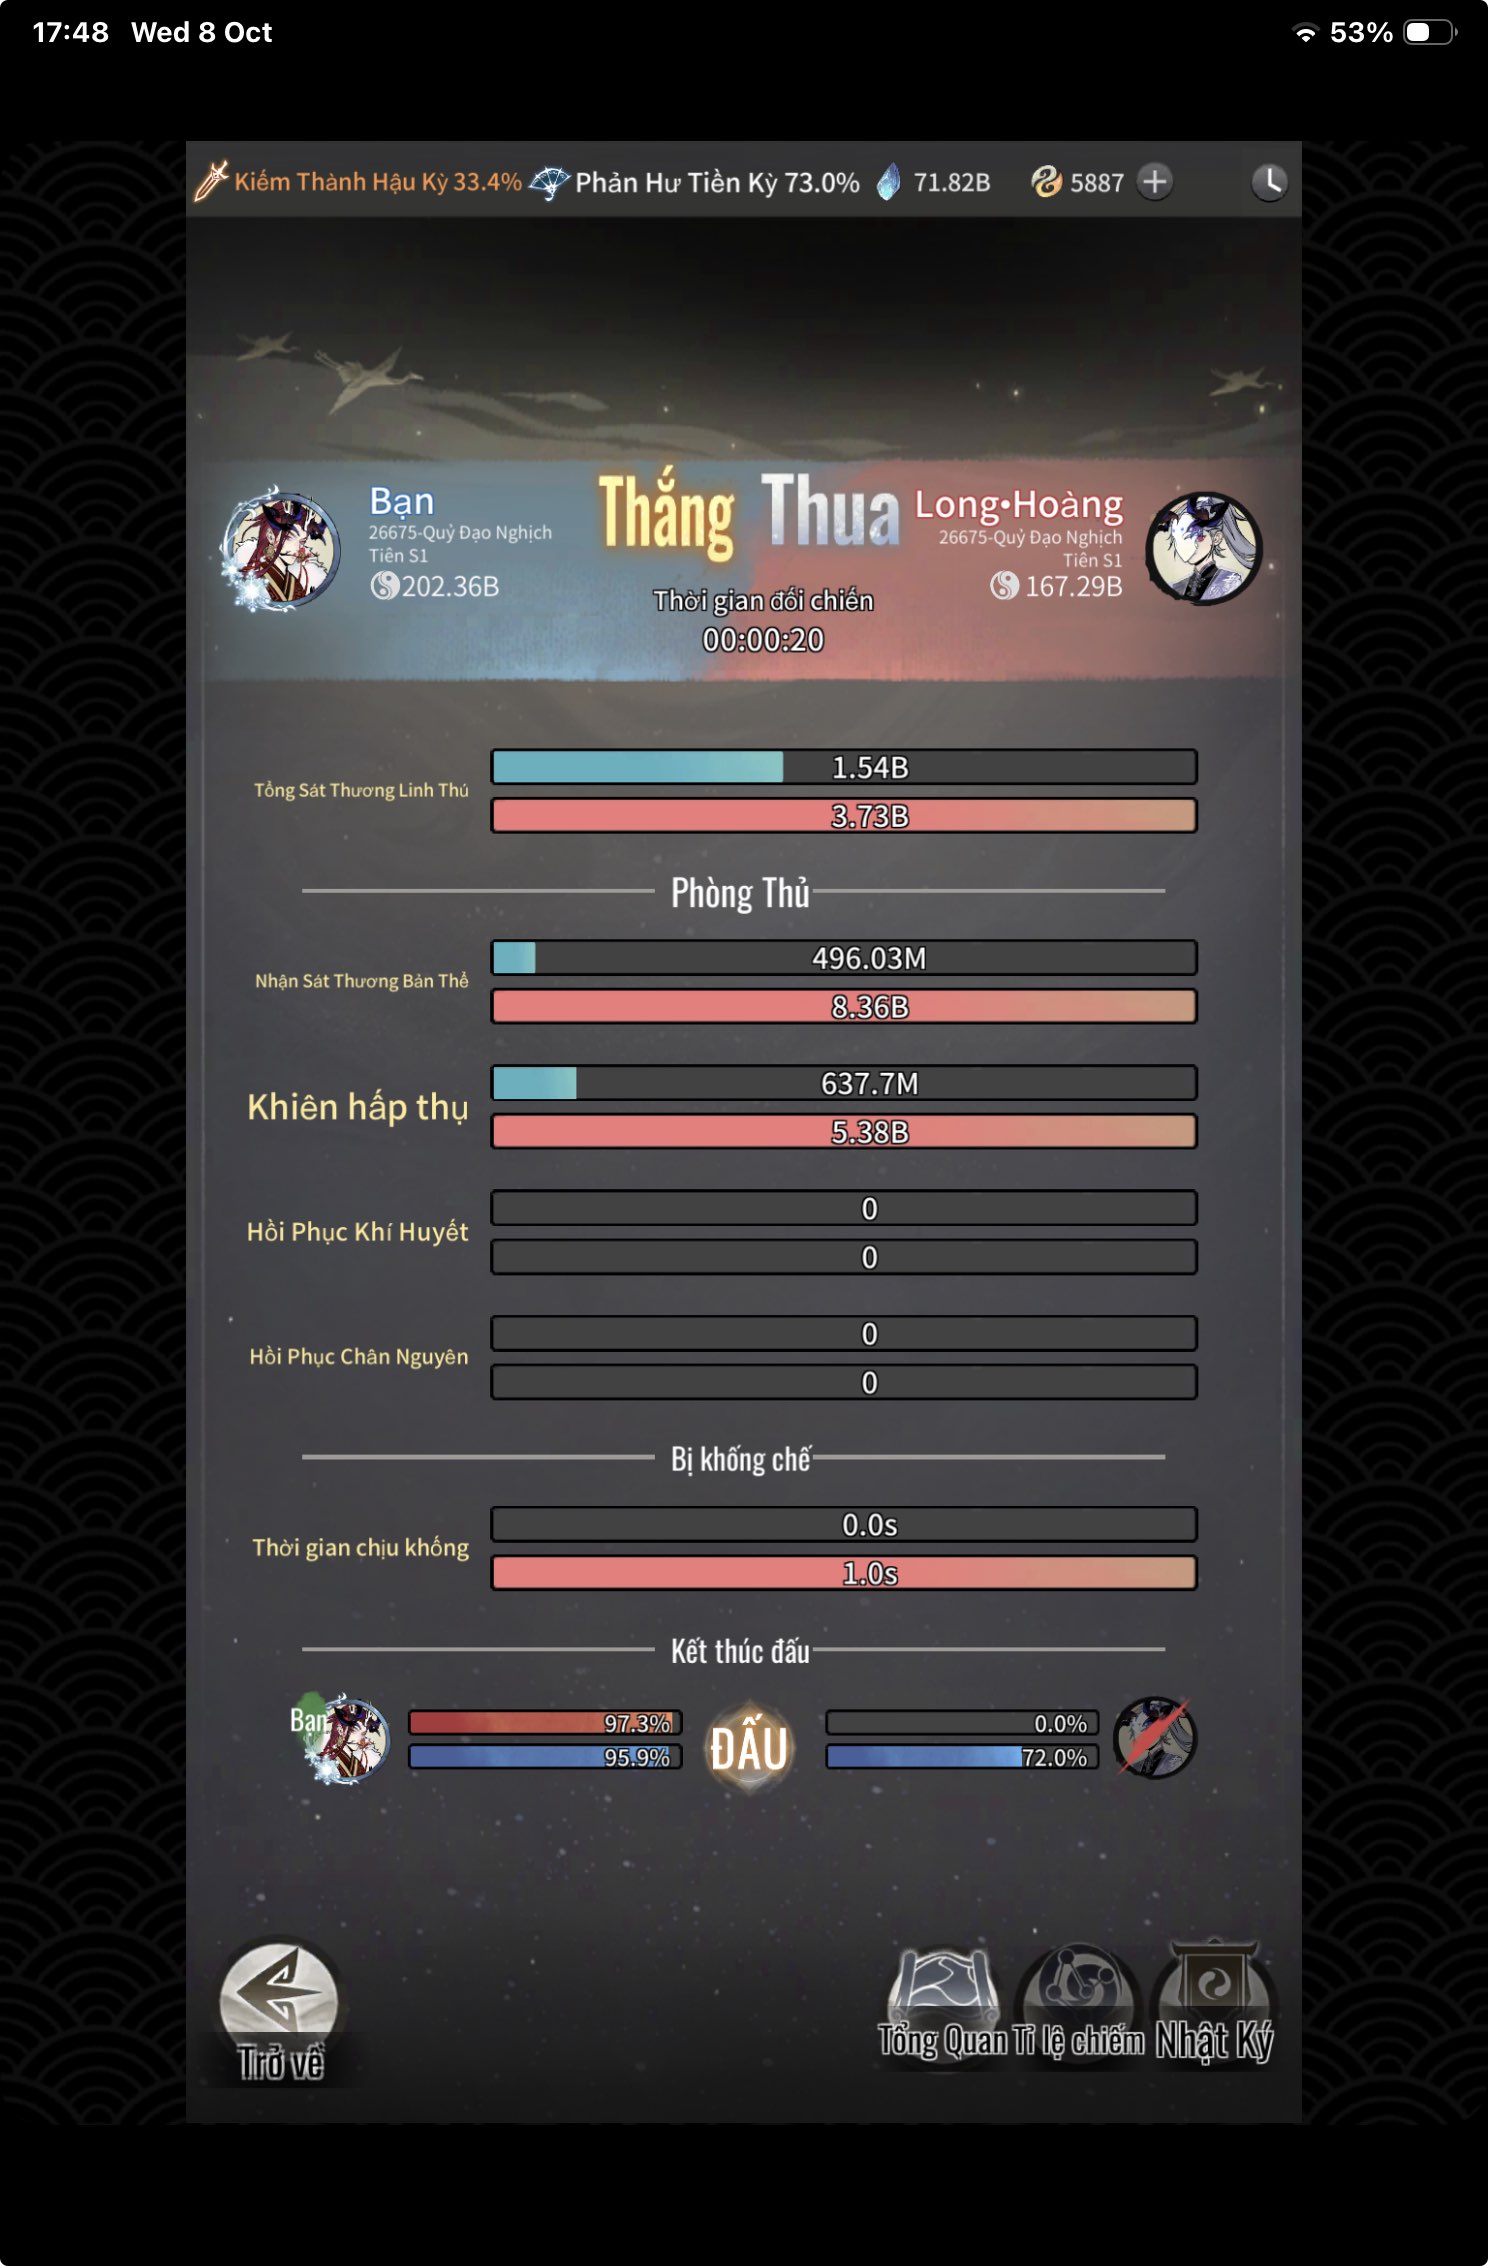 17:48 Wed 8 Oct 53%
Kiếm Thành Hậu Kỳ 33.4% Phản Hư Tiền Kỳ 73.0% 71.82B 5887
Bạn Thắng Thua Long•Hoàng
26675-Quỷ Đạo Nghịch 26675-Quỷ Đạo Nghịch
Tiên S1 Tiên S1
202.36B 167.29B
Thời gian đối chiến
00:00:20
1.54B
Tổng Sát Thương Linh Thú
3.73B
Phòng Thủ
496.03M
Nhận Sát Thương Bản Thể
8.36B
637.7M
Khiên hấp thụ
5.38B
0
Hồi Phục Khí Huyết
0
0
Hồi Phục Chân Nguyên
0
Bị khống chế
0.0s
Thời gian chịu khống
1.0s
Kết thúc đấu
Bạn 97.3% 0.0%
ĐẤU
95.9% 72.0%
Tổng Quan Tỉ lệ chiếm Nhật Ký
Trở về